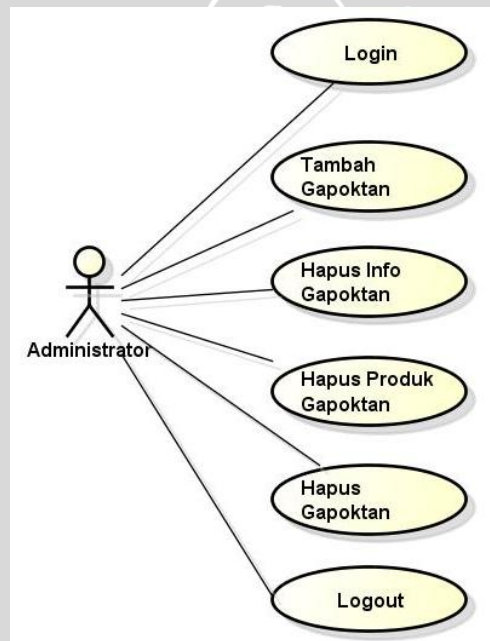 Login
Tambah
Gapoktan
Hapus Info
Gapoktan
Administrator
Hapus Produk
Gapoktan
Hapus
Gapoktan
Logout